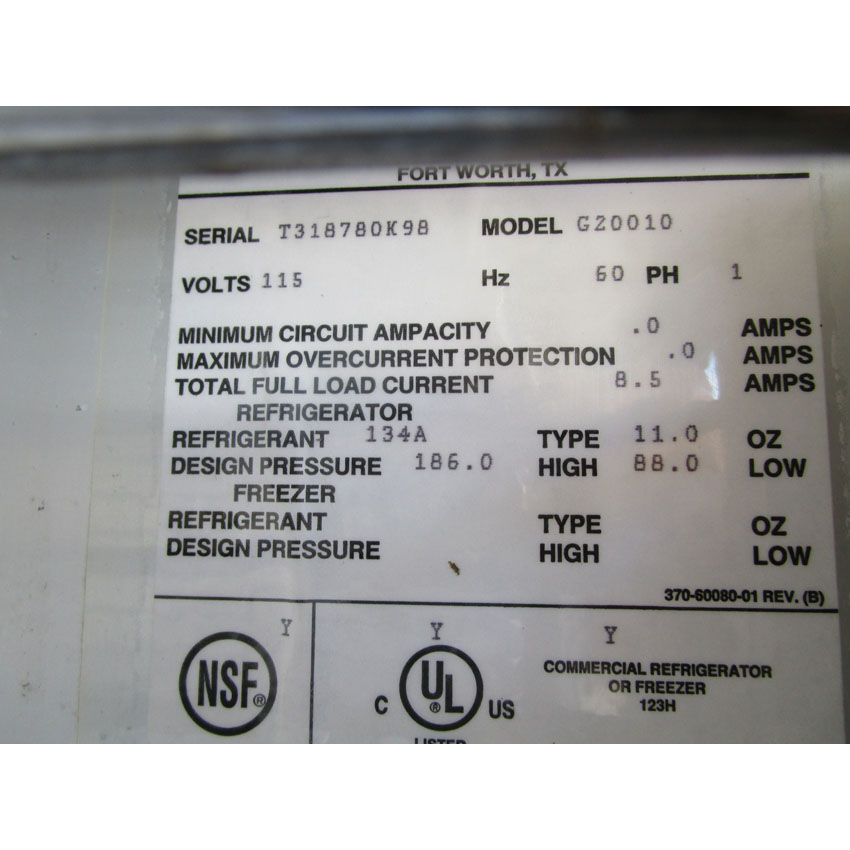 FORT WORTH, TX
SERIAL T318780K98 MODEL G20010
VOLTS 115 Hz 60 PH 1
MINIMUM CIRCUIT AMPACITY .0 AMPS
MAXIMUM OVERCURRENT PROTECTION .0 AMPS
TOTAL FULL LOAD CURRENT 8.5 AMPS
REFRIGERATOR
REFRIGERANT 134A TYPE 11.0 OZ
DESIGN PRESSURE 186.0 HIGH 88.0 LOW
FREEZER
REFRIGERANT TYPE OZ
DESIGN PRESSURE HIGH LOW
370-60080-01 REV. (B)
Y Y Y
NSF®
C UL® US
LISTED
COMMERCIAL REFRIGERATOR
OR FREEZER
123H